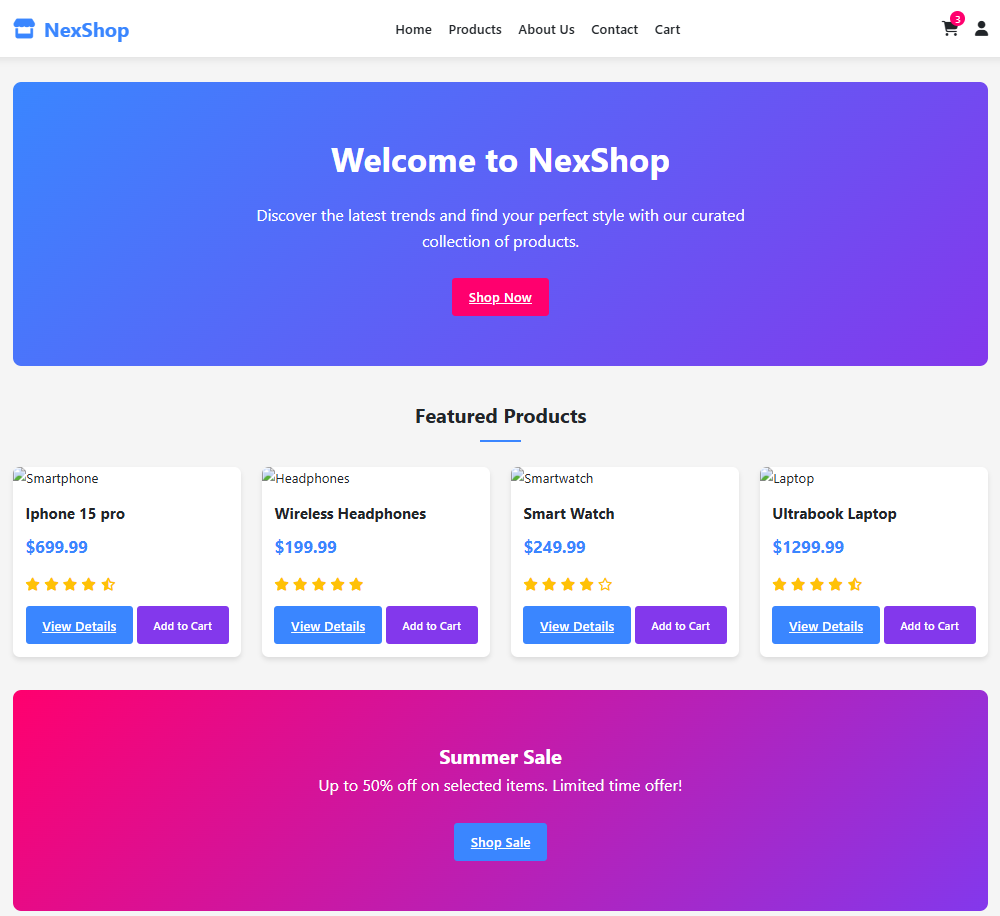 NexShop
Home Products About Us Contact Cart
3
Welcome to NexShop
Discover the latest trends and find your perfect style with our curated
collection of products.
Shop Now
Featured Products
Smartphone
Iphone 15 pro
$699.99
View Details Add to Cart
Headphones
Wireless Headphones
$199.99
View Details Add to Cart
Smartwatch
Smart Watch
$249.99
View Details Add to Cart
Laptop
Ultrabook Laptop
$1299.99
View Details Add to Cart
Summer Sale
Up to 50% off on selected items. Limited time offer!
Shop Sale